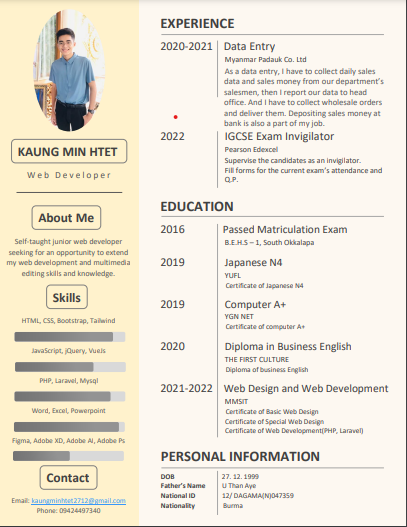 KAUNG MIN HTET
Web Developer
About Me
Self-taught junior web developer
seeking for an opportunity to extend
my web development and multimedia
editing skills and knowledge.
Skills
HTML, CSS, Bootstrap, Tailwind
JavaScript, jQuery, VueJs
PHP, Laravel, Mysql
Word, Excel, Powerpoint
Figma, Adobe XD, Adobe AI, Adobe Ps
Contact
Email: kaungminhtet2712@gmail.com
Phone: 09424497340
EXPERIENCE
2020-2021 Data Entry
Myanmar Padauk Co. Ltd
As a data entry, I have to collect daily sales
data and sales money from our department's
salesmen, then I report our data to head
office. And I have to collect wholesale orders
and deliver them. Depositing sales money at
bank is also a part of my job.
2022 IGCSE Exam Invigilator
Pearson Edexcel
Supervise the candidates as an invigilator.
Fill forms for the current exam's attendance and
Q.P.
EDUCATION
2016 Passed Matriculation Exam
B.E.H.S – 1, South Okkalapa
2019 Japanese N4
YUFL
Certificate of Japanese N4
2019 Computer A+
YGN NET
Certificate of computer A+
2020 Diploma in Business English
THE FIRST CULTURE
Diploma of business English
2021-2022 Web Design and Web Development
MMSIT
Certificate of Basic Web Design
Certificate of Special Web Design
Certificate of Web Development(PHP, Laravel)
PERSONAL INFORMATION
DOB 27. 12. 1999
Father's Name U Than Aye
National ID 12/ DAGAMA(N)047359
Nationality Burma